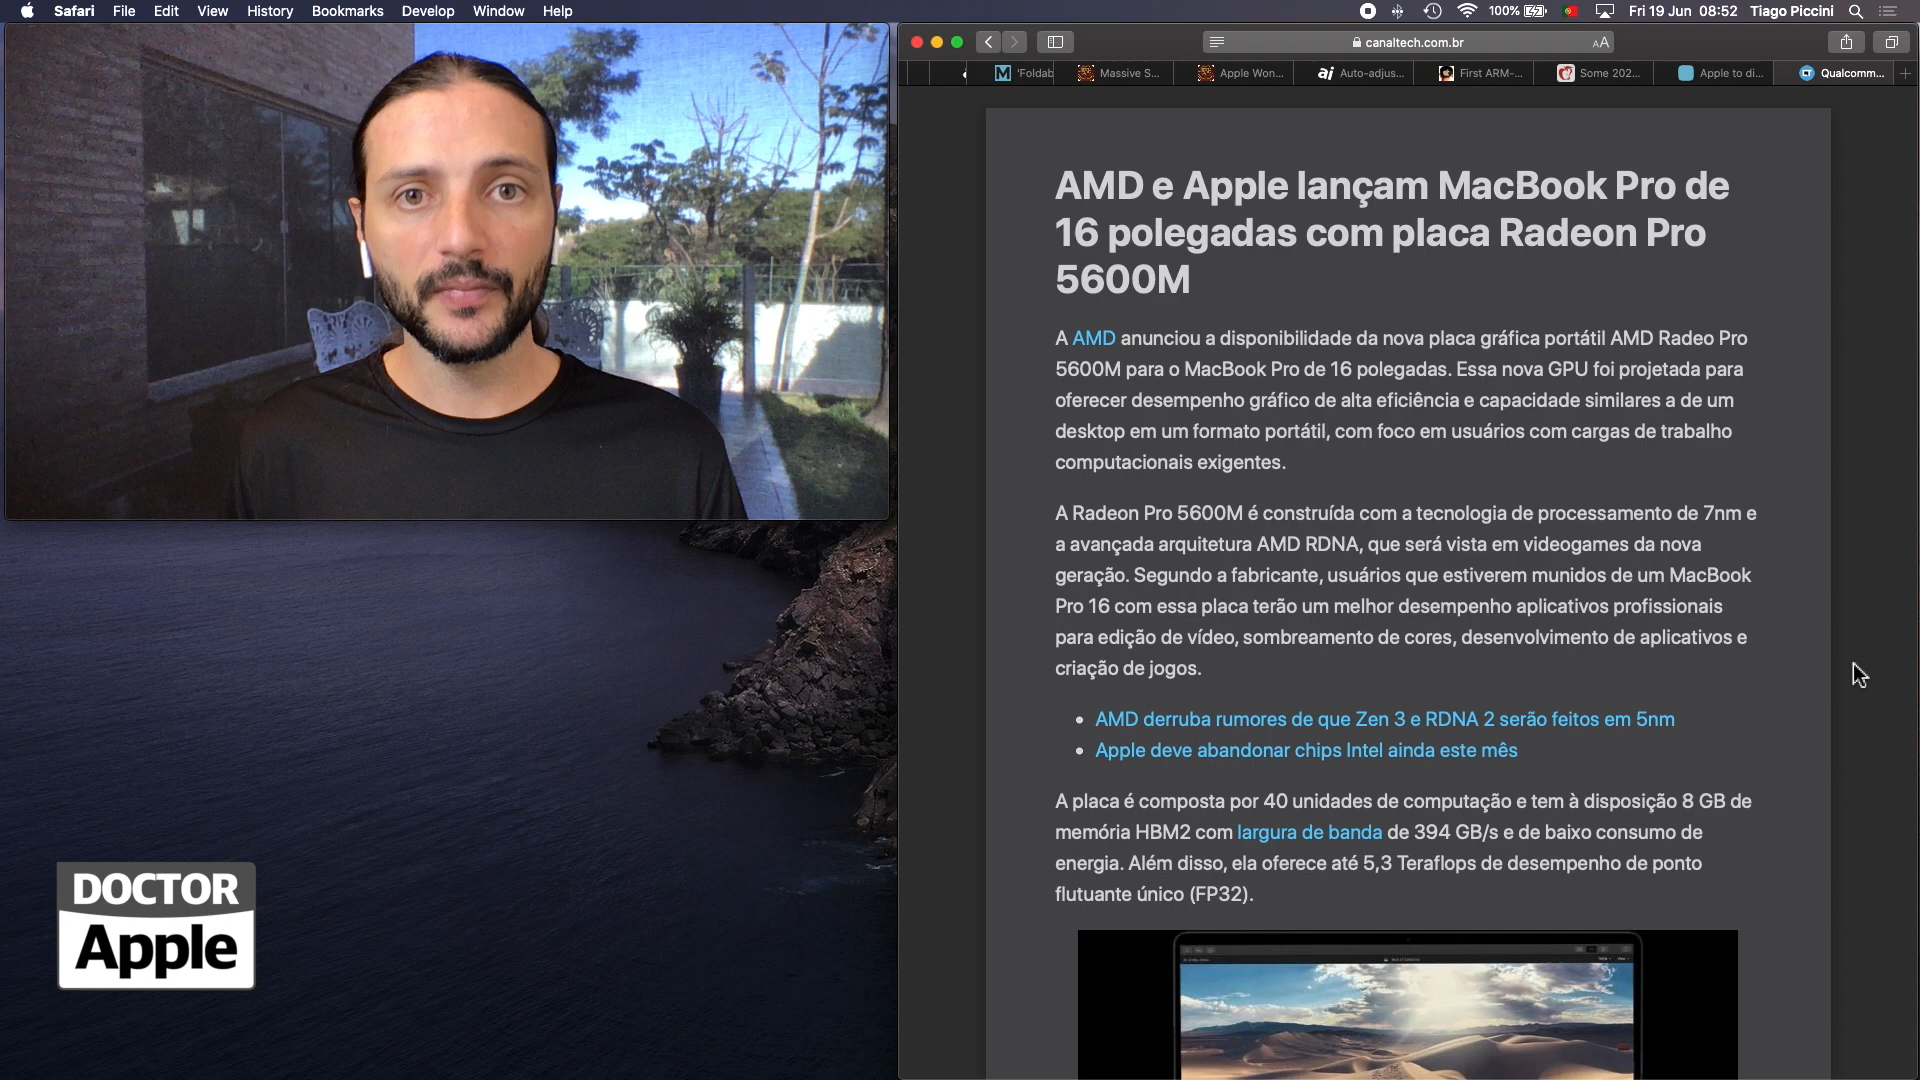 Safari File Edit View History Bookmarks Develop Window Help 100% Fri 19 Jun 08:52 Tiago Piccini
canaltech.com.br AA
'Foldab Massive S... Apple Won... ai Auto-adjus... First ARM-... Some 202... Apple to di... Qualcomm...
AMD e Apple lançam MacBook Pro de
16 polegadas com placa Radeon Pro
5600M
A AMD anunciou a disponibilidade da nova placa gráfica portátil AMD Radeo Pro
5600M para o MacBook Pro de 16 polegadas. Essa nova GPU foi projetada para
oferecer desempenho gráfico de alta eficiência e capacidade similares a de um
desktop em um formato portátil, com foco em usuários com cargas de trabalho
computacionais exigentes.
A Radeon Pro 5600M é construída com a tecnologia de processamento de 7nm e
a avançada arquitetura AMD RDNA, que será vista em videogames da nova
geração. Segundo a fabricante, usuários que estiverem munidos de um MacBook
Pro 16 com essa placa terão um melhor desempenho aplicativos profissionais
para edição de vídeo, sombreamento de cores, desenvolvimento de aplicativos e
criação de jogos.
• AMD derruba rumores de que Zen 3 e RDNA 2 serão feitos em 5nm
• Apple deve abandonar chips Intel ainda este mês
A placa é composta por 40 unidades de computação e tem à disposição 8 GB de
memória HBM2 com largura de banda de 394 GB/s e de baixo consumo de
energia. Além disso, ela oferece até 5,3 Teraflops de desempenho de ponto
flutuante único (FP32).
DOCTOR
Apple